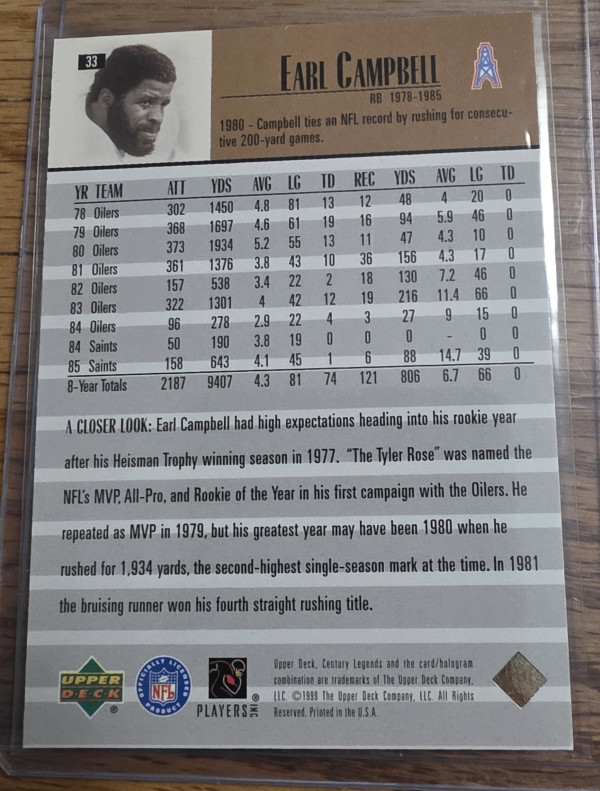 33
EARL CAMPBELL
RB 1978-1985
1980 - Campbell ties an NFL record by rushing for consecu-
tive 200-yard games.
YR TEAM ATT YDS AVG LG TD REC YDS AVG LG TD
78 Oilers 302 1450 4.8 81 13 12 48 4 20 0
79 Oilers 368 1697 4.6 61 19 16 94 5.9 46 0
80 Oilers 373 1934 5.2 55 13 11 47 4.3 10 0
81 Oilers 361 1376 3.8 43 10 36 156 4.3 17 0
82 Oilers 157 538 3.4 22 2 18 130 7.2 46 0
83 Oilers 322 1301 4 42 12 19 216 11.4 66 0
84 Oilers 96 278 2.9 22 4 3 27 9 15 0
84 Saints 50 190 3.8 19 0 0 0 - 0 0
85 Saints 158 643 4.1 45 1 6 88 14.7 39 0
8-Year Totals 2187 9407 4.3 81 74 121 806 6.7 66 0
A CLOSER LOOK: Earl Campbell had high expectations heading into his rookie year
after his Heisman Trophy winning season in 1977. "The Tyler Rose" was named the
NFL's MVP, All-Pro, and Rookie of the Year in his first campaign with the Oilers. He
repeated as MVP in 1979, but his greatest year may have been 1980 when he
rushed for 1,934 yards, the second-highest single-season mark at the time. In 1981
the bruising runner won his fourth straight rushing title.
UPPER
DECK
®
OFFICIALLY LICENSED
NFL
PRODUCT
PLAYERS INC ®
Upper Deck, Century Legends and the card/hologram
combination are trademarks of The Upper Deck Company,
LLC. ©1999 The Upper Deck Company, LLC. All Rights
Reserved. Printed in the U.S.A.